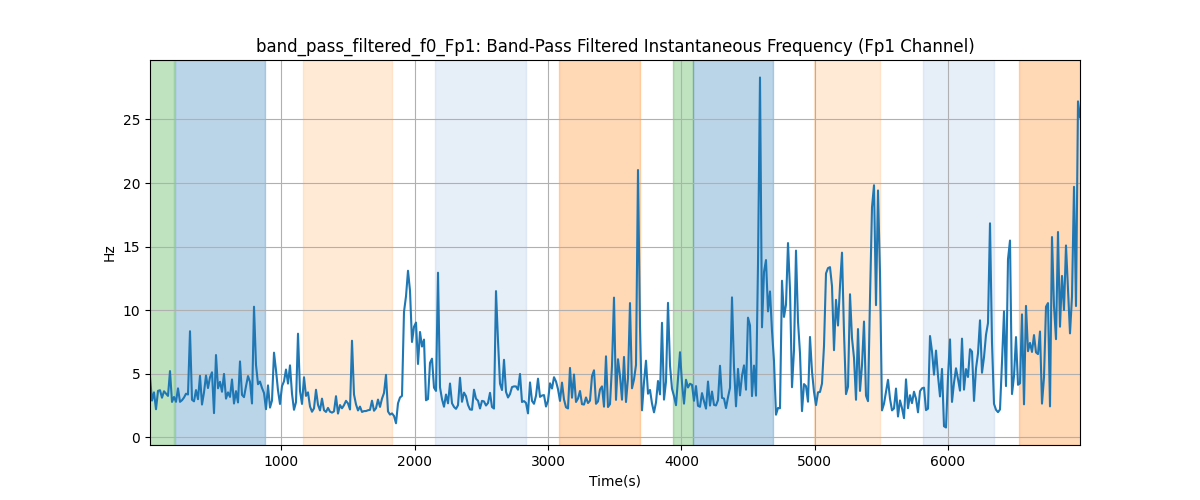 band_pass_filtered_f0_Fp1: Band-Pass Filtered Instantaneous Frequency (Fp1 Channel)
25
20
15
10
5
0
Hz
1000 2000 3000 4000 5000 6000
Time(s)